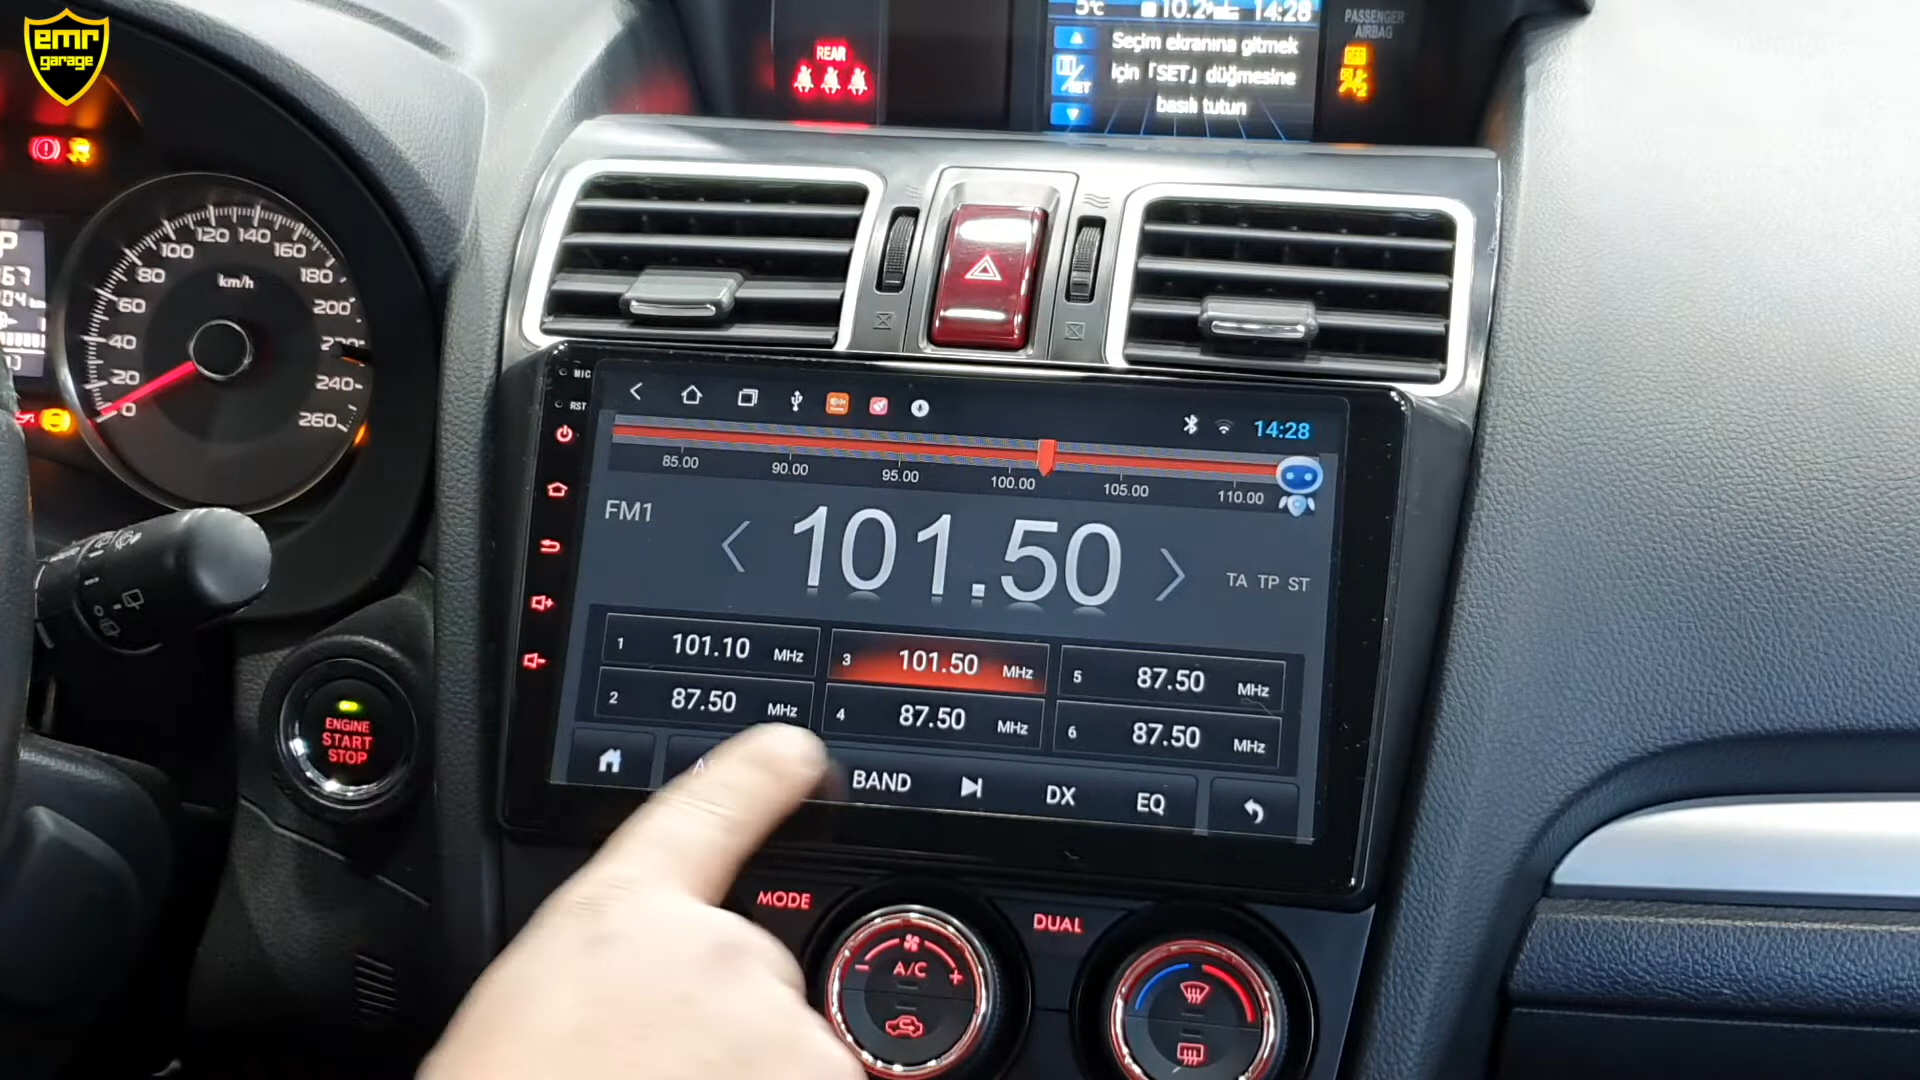 emr
garage
REAR
5°c
10.2
14:28
Seçim ekranına gitmek
için「SET」düğmesine
basılı tutun
PASSENGER
AIRBAG
OFF
P
0
20
40
60
80
100
120
140
160
180
200
240
260
km/h
MIC
RST
14:28
85.00
90.00
95.00
100.00
105.00
110.00
FM1
101.50
TA TP ST
1 101.10 MHz
3 101.50 MHz
5 87.50 MHz
2 87.50 MHz
4 87.50 MHz
6 87.50 MHz
BAND
DX
EQ
ENGINE
START
STOP
MODE
DUAL
A/C